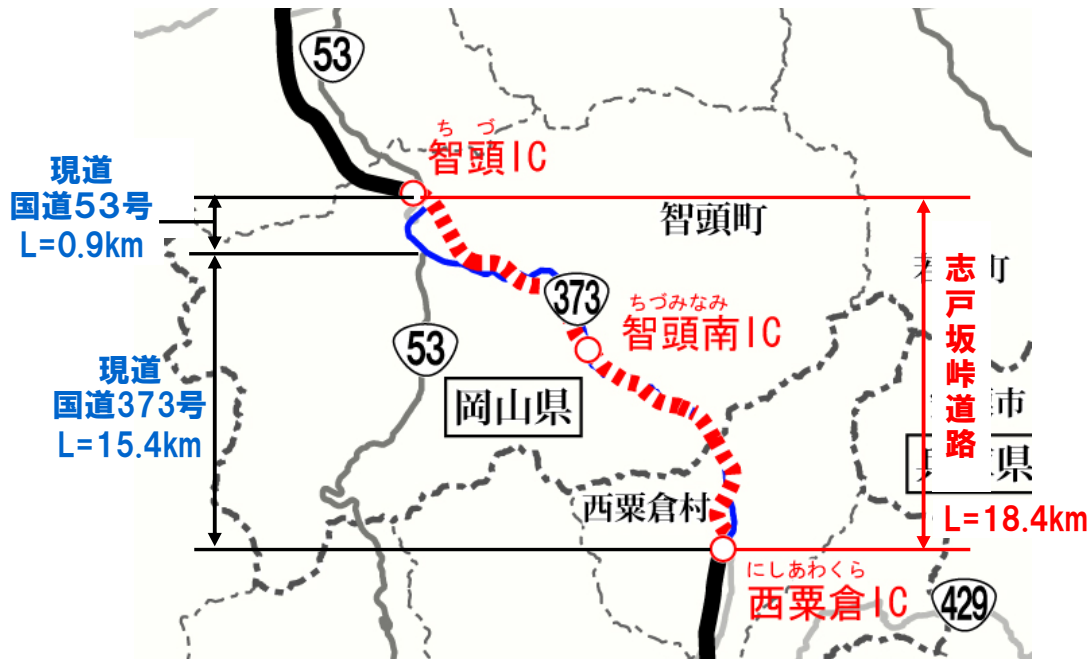 53
ちづ
智頭IC
現道
国道53号
L=0.9km
智頭町
町
志戸坂峠道路
373
ちづみなみ
智頭南IC
53
現道
国道373号
L=15.4km
岡山県
市
県
西粟倉村
L=18.4km
にしあわくら
西粟倉IC
429